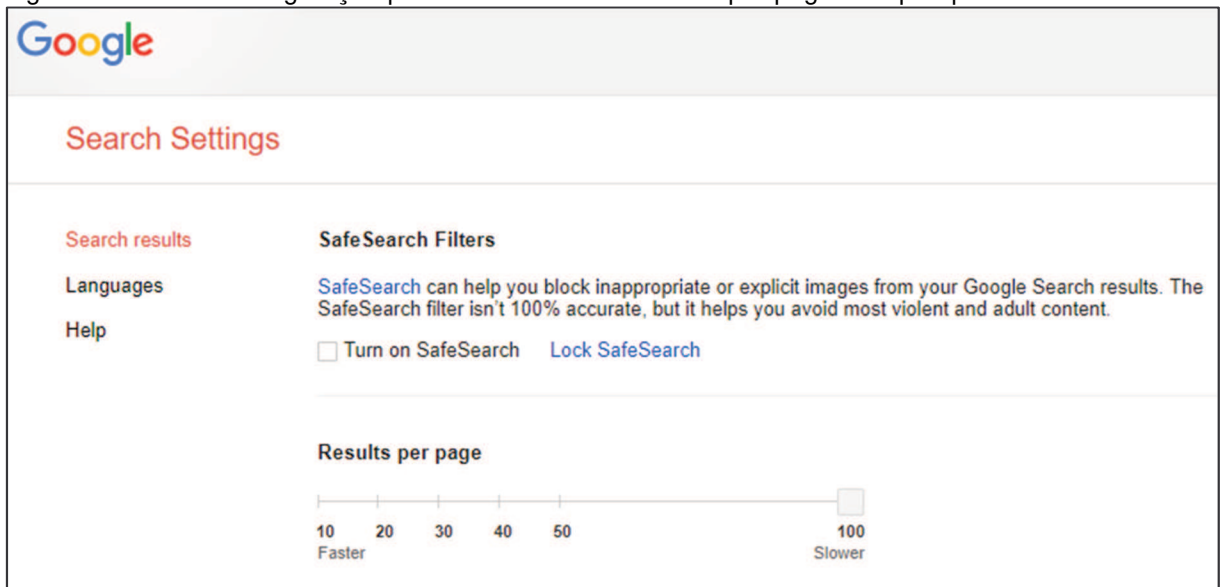 Google
Search Settings
Search results
Languages
Help
SafeSearch Filters
SafeSearch can help you block inappropriate or explicit images from your Google Search results. The
SafeSearch filter isn't 100% accurate, but it helps you avoid most violent and adult content.
Turn on SafeSearch Lock SafeSearch
Results per page
10 20 30 40 50 100
Faster Slower